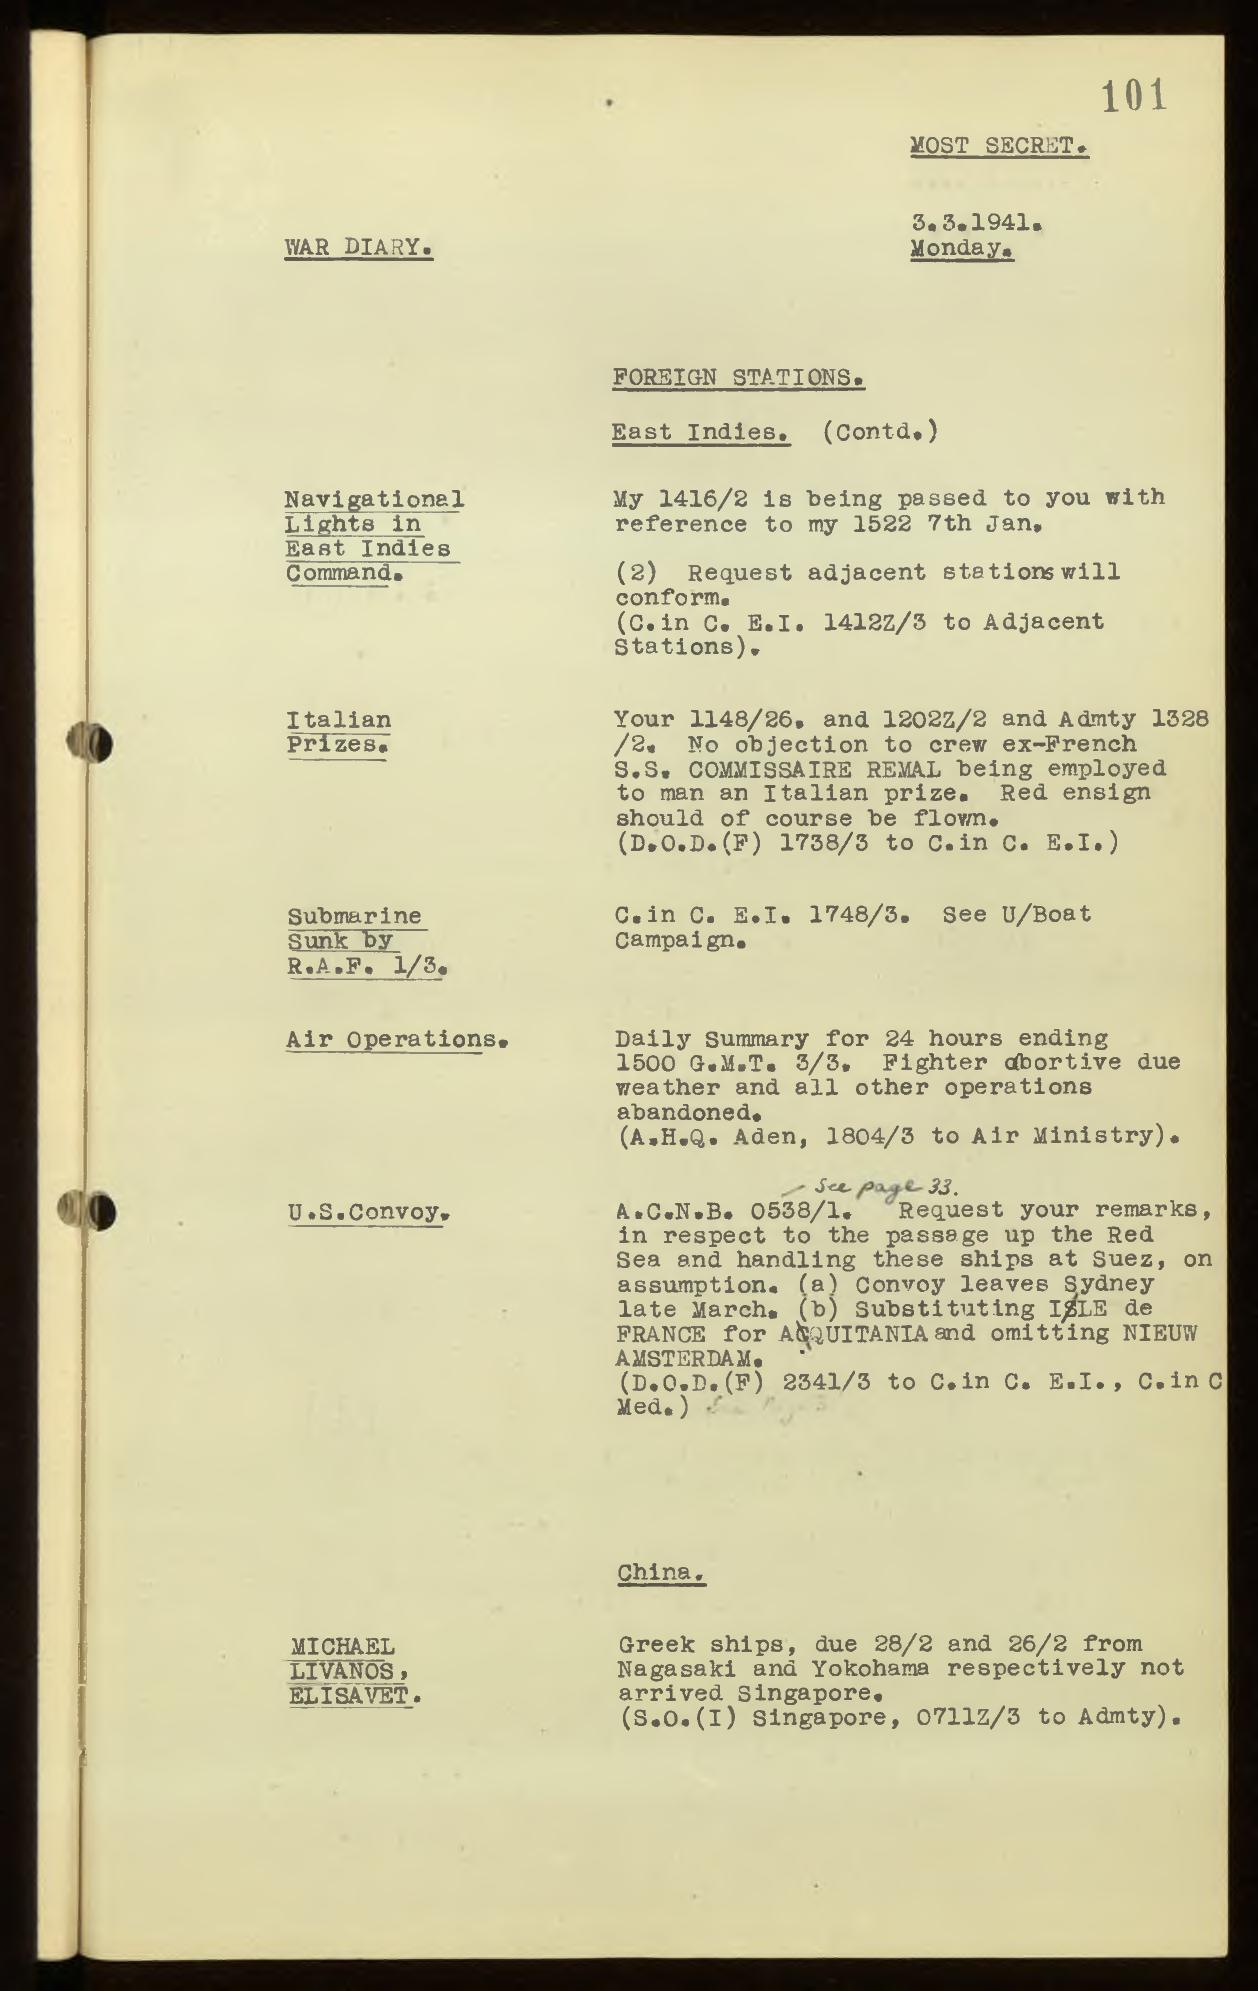 101
MOST SECRET.
3.3.1941.
WAR DIARY.
Monday.
FOREIGN STATIONS.
East Indies. (Contd.)
Navigational
Lights in
East Indies
Command.
My 1416/2 is being passed to you with
reference to my 1522 7th Jan.
(2) Request adjacent stations will
conform.
(C.in C. E.I. 1412Z/3 to Adjacent
Stations).
Italian
Prizes.
Your 1148/26. and 1202Z/2 and Admty 1328
/2. No objection to crew ex-French
S.S. COMMISSAIRE REMAL being employed
to man an Italian prize. Red ensign
should of course be flown.
(D.O.D.(F) 1738/3 to C.in C. E.I.)
Submarine
Sunk by
R.A.F. 1/3.
C.in C. E.I. 1748/3. See U/Boat
Campaign.
Air Operations.
Daily Summary for 24 hours ending
1500 G.M.T. 3/3. Fighter abortive due
weather and all other operations
abandoned.
(A.H.Q. Aden, 1804/3 to Air Ministry).
See page 33.
U.S.Convoy.
A.C.N.B. 0538/1. Request your remarks,
in respect to the passage up the Red
Sea and handling these ships at Suez, on
assumption. (a) Convoy leaves Sydney
late March. (b) Substituting ILE de
FRANCE for AQUITANIA and omitting NIEUW
AMSTERDAM.
(D.O.D.(F) 2341/3 to C.in C. E.I., C.in C
Med.)
China.
MICHAEL
LIVANOS,
ELISAVET.
Greek ships, due 28/2 and 26/2 from
Nagasaki and Yokohama respectively not
arrived Singapore.
(S.O.(I) Singapore, 0711Z/3 to Admty).